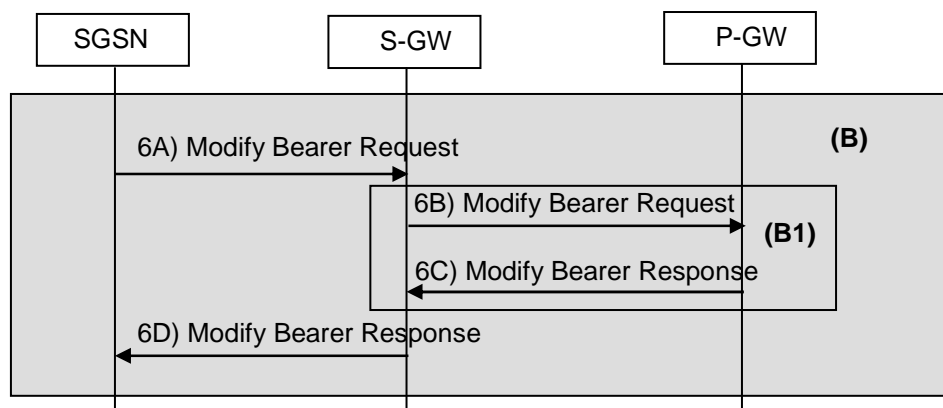 SGSN
S-GW
P-GW
(B)
6A) Modify Bearer Request
6B) Modify Bearer Request
(B1)
6C) Modify Bearer Response
6D) Modify Bearer Response